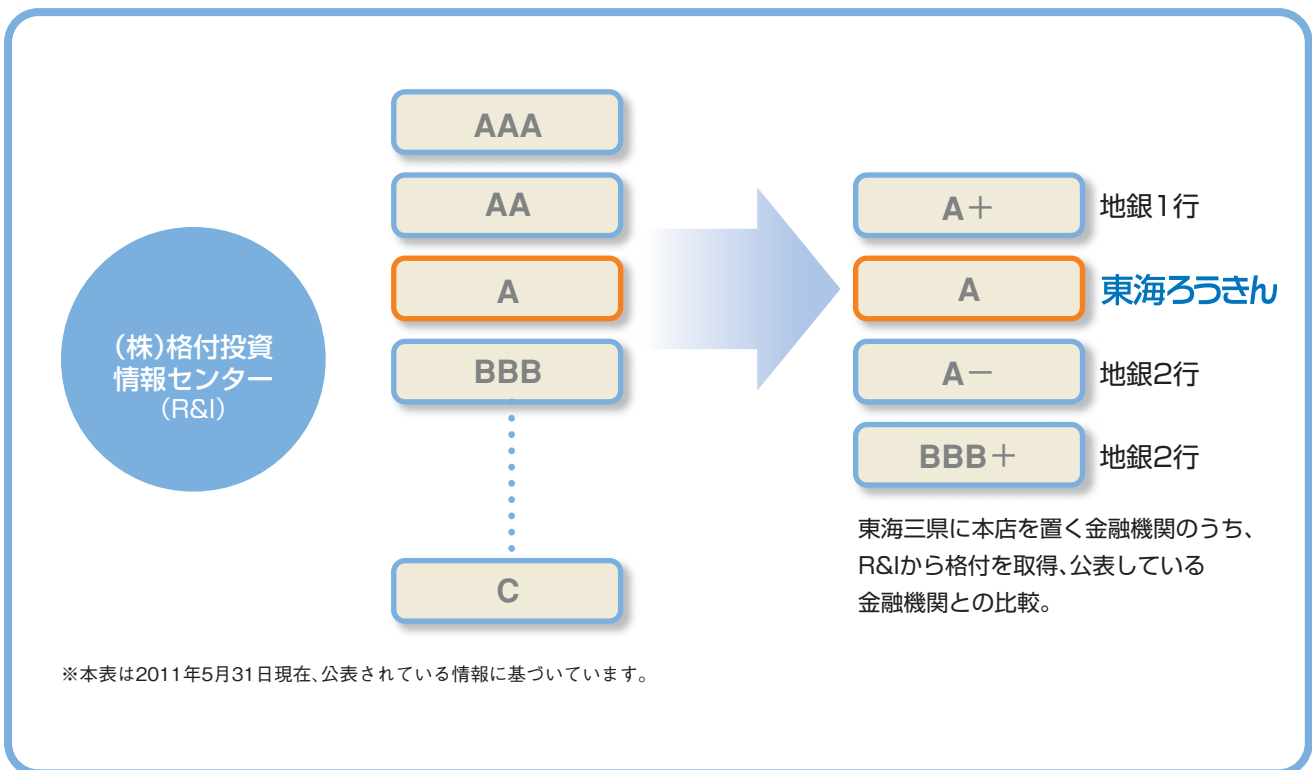 (株)格付投資
情報センター
(R&I)
AAA
AA
A
BBB
C
A+ 地銀1行
A 東海ろうきん
A− 地銀2行
BBB+ 地銀2行
東海三県に本店を置く金融機関のうち、
R&Iから格付を取得、公表している
金融機関との比較。
※本表は2011年5月31日現在、公表されている情報に基づいています。